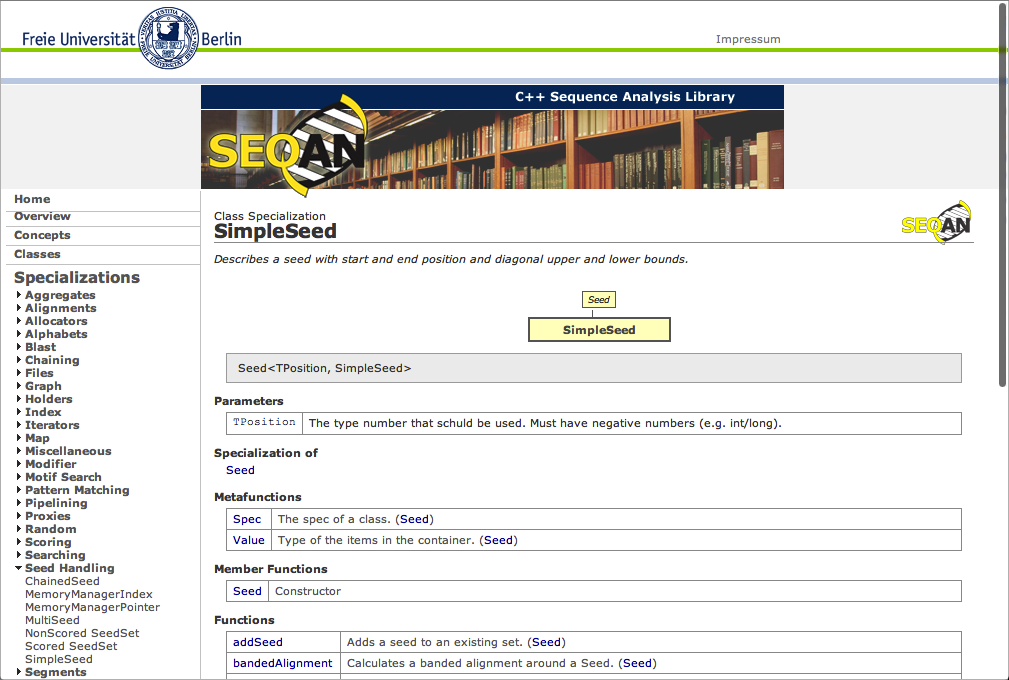 Freie Universität Berlin
Impressum
C++ Sequence Analysis Library
SEQAN
Home
Overview
Concepts
Classes
Specializations
Aggregates
Alignments
Allocators
Alphabets
Blast
Chaining
Files
Graph
Holders
Index
Iterators
Map
Miscellaneous
Modifier
Motif Search
Pattern Matching
Pipelining
Proxies
Random
Scoring
Searching
Seed Handling
ChainedSeed
MemoryManagerIndex
MemoryManagerPointer
MultiSeed
NonScored SeedSet
Scored SeedSet
SimpleSeed
Segments
Class Specialization
SimpleSeed
SEQAN
Describes a seed with start and end position and diagonal upper and lower bounds.
Seed
SimpleSeed
Seed<TPosition, SimpleSeed>
Parameters
TPosition The type number that schuld be used. Must have negative numbers (e.g. int/long).
Specialization of
Seed
Metafunctions
Spec The spec of a class. (Seed)
Value Type of the items in the container. (Seed)
Member Functions
Seed Constructor
Functions
addSeed Adds a seed to an existing set. (Seed)
bandedAlignment Calculates a banded alignment around a Seed. (Seed)